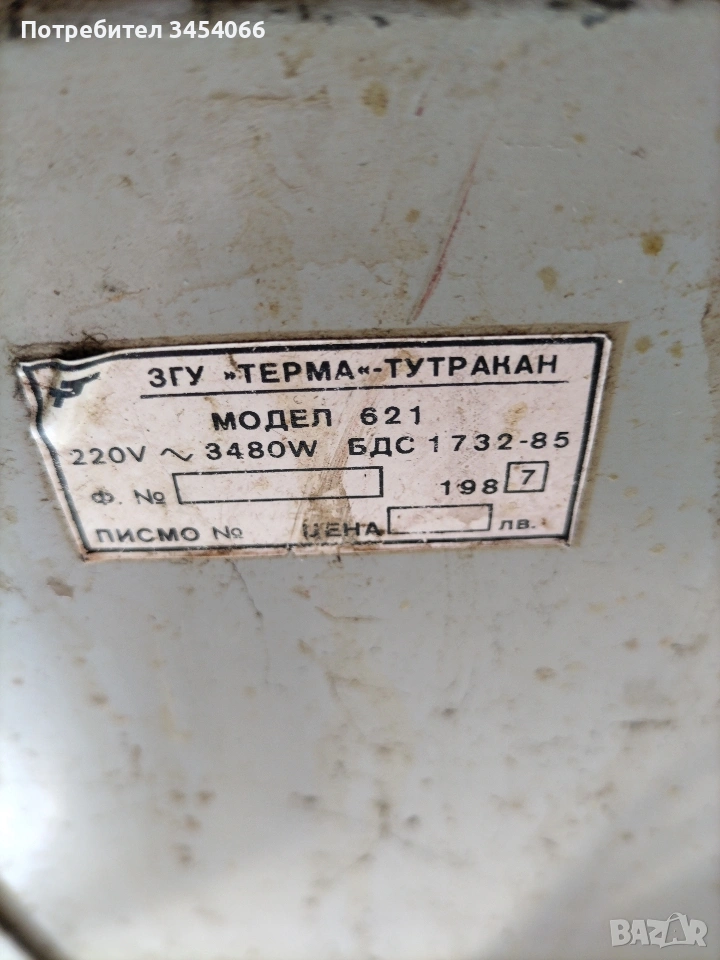 Потребител 3454066
ЗГУ »ТЕРМА«-ТУТРАКАН
МОДЕЛ 621
220V ~ 3480W БДС 1732-85
Ф. № 198 7
ПИСМО № ЦЕНА лв.
BAZAR